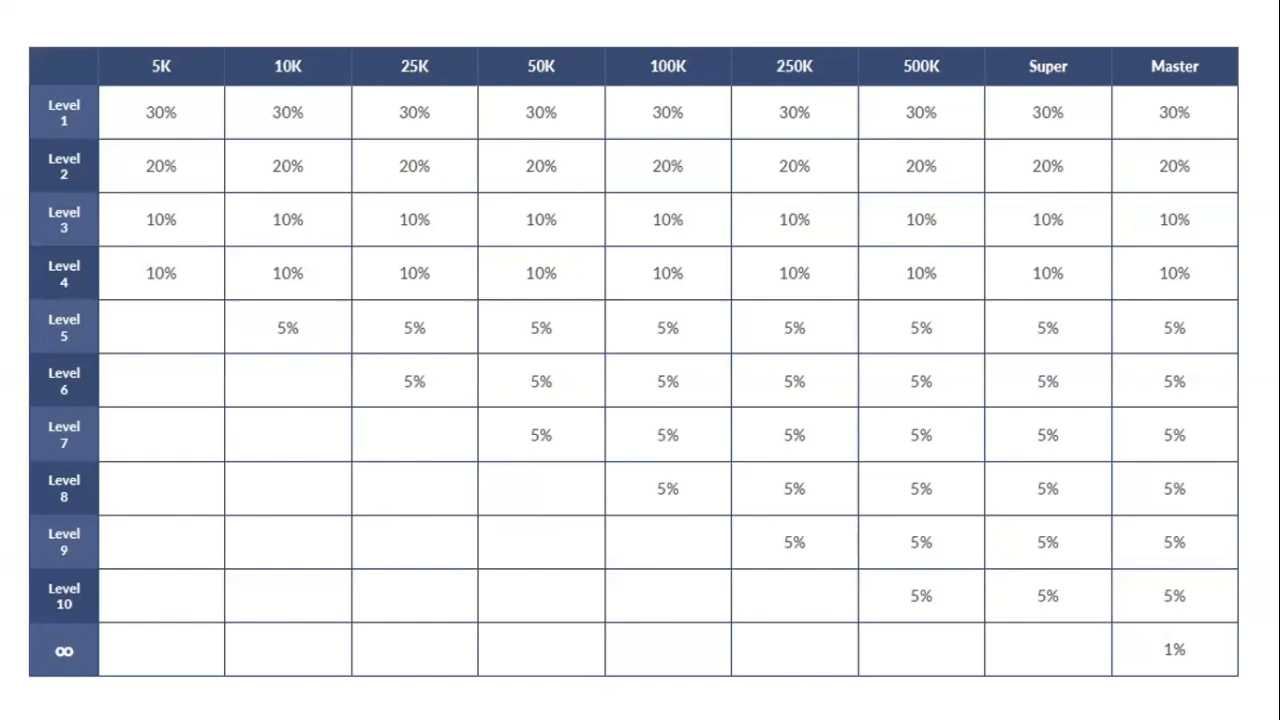 5K 10K 25K 50K 100K 250K 500K Super Master
Level 1 30% 30% 30% 30% 30% 30% 30% 30% 30%
Level 2 20% 20% 20% 20% 20% 20% 20% 20% 20%
Level 3 10% 10% 10% 10% 10% 10% 10% 10% 10%
Level 4 10% 10% 10% 10% 10% 10% 10% 10% 10%
Level 5 5% 5% 5% 5% 5% 5% 5% 5%
Level 6 5% 5% 5% 5% 5% 5% 5%
Level 7 5% 5% 5% 5% 5% 5%
Level 8 5% 5% 5% 5% 5%
Level 9 5% 5% 5% 5%
Level 10 5% 5% 5%
∞ 1%